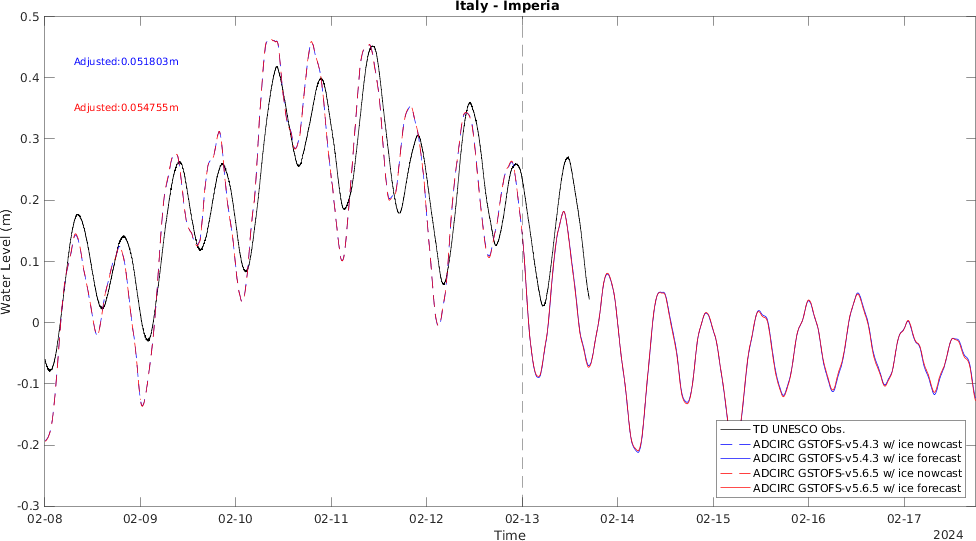 Italy - Imperia
0.5
0.4
0.3
0.2
0.1
0
-0.1
-0.2
-0.3
Water Level (m)
Adjusted:0.051803m
Adjusted:0.054755m
TD UNESCO Obs.
ADCIRC GSTOFS-v5.4.3 w/ ice nowcast
ADCIRC GSTOFS-v5.4.3 w/ ice forecast
ADCIRC GSTOFS-v5.6.5 w/ ice nowcast
ADCIRC GSTOFS-v5.6.5 w/ ice forecast
02-08 02-09 02-10 02-11 02-12 02-13 02-14 02-15 02-16 02-17
Time
2024